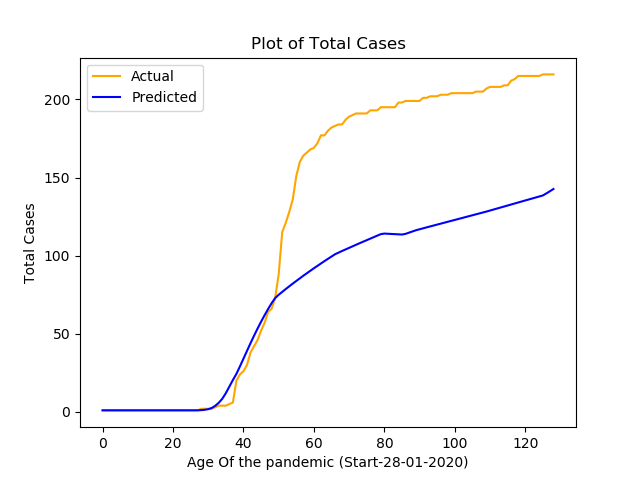 Plot of Total Cases
Actual
Predicted
Total Cases
200
150
100
50
0
0 20 40 60 80 100 120
Age Of the pandemic (Start-28-01-2020)